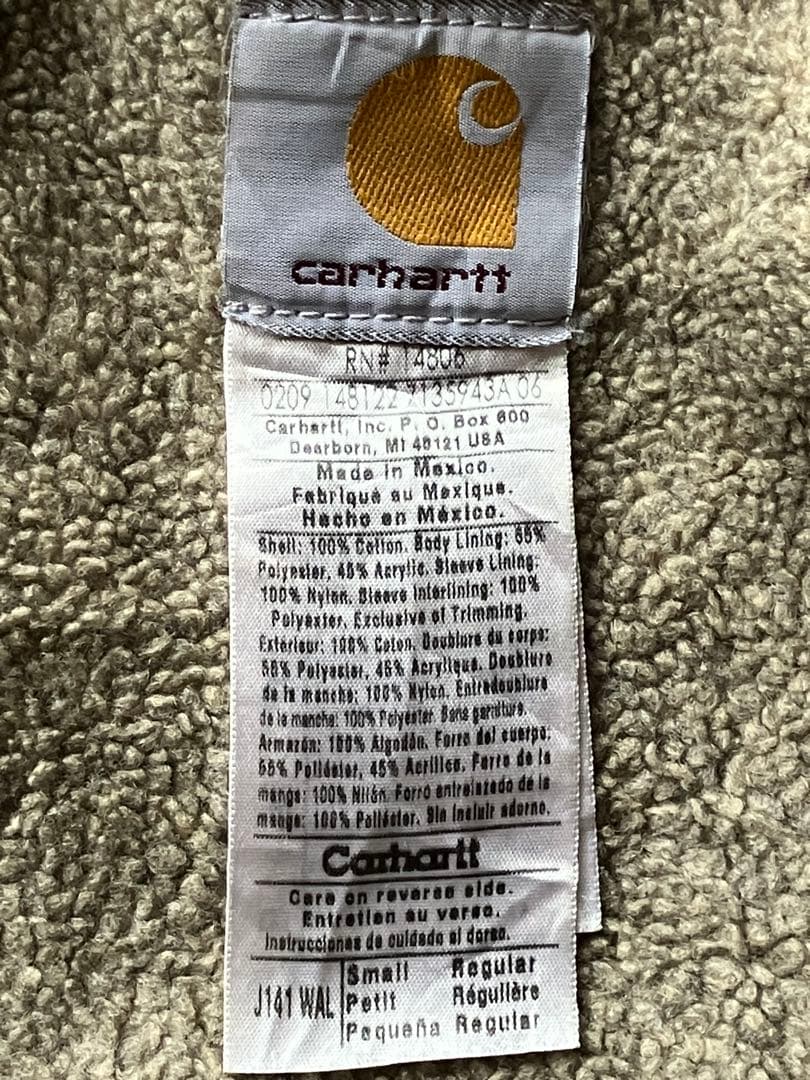 carhartt
RN# 14806
0209 148122 2135943A 06
Carhartt, Inc. P. O. Box 600
Dearborn, MI 48121 USA
Made in Mexico.
Fabriqué au Mexique.
Hecho en México.
Shell: 100% Cotton. Body Lining: 55%
Polyester, 45% Acrylic. Sleeve Lining:
100% Nylon. Sleeve Interlining: 100%
Polyester. Exclusive of Trimming.
Extérieur: 100% Coton. Doublure du corps:
55% Polyester, 45% Acrylique. Doublure
de la manche: 100% Nylon. Entredoublure
de la manche: 100% Polyester. Sans garniture.
Armazón: 100% Algodón. Forro del cuerpo:
55% Poliéster, 45% Acrílico. Forro de la
manga: 100% Nilón. Forro entrelazado de la
manga: 100% Poliéster. Sin incluir adorno.
Carhartt
Care on reverse side.
Entretien au verso.
Instrucciones de cuidado al dorso.
J141 WAL
Small Regular
Petit Régulière
Pequeña Regular